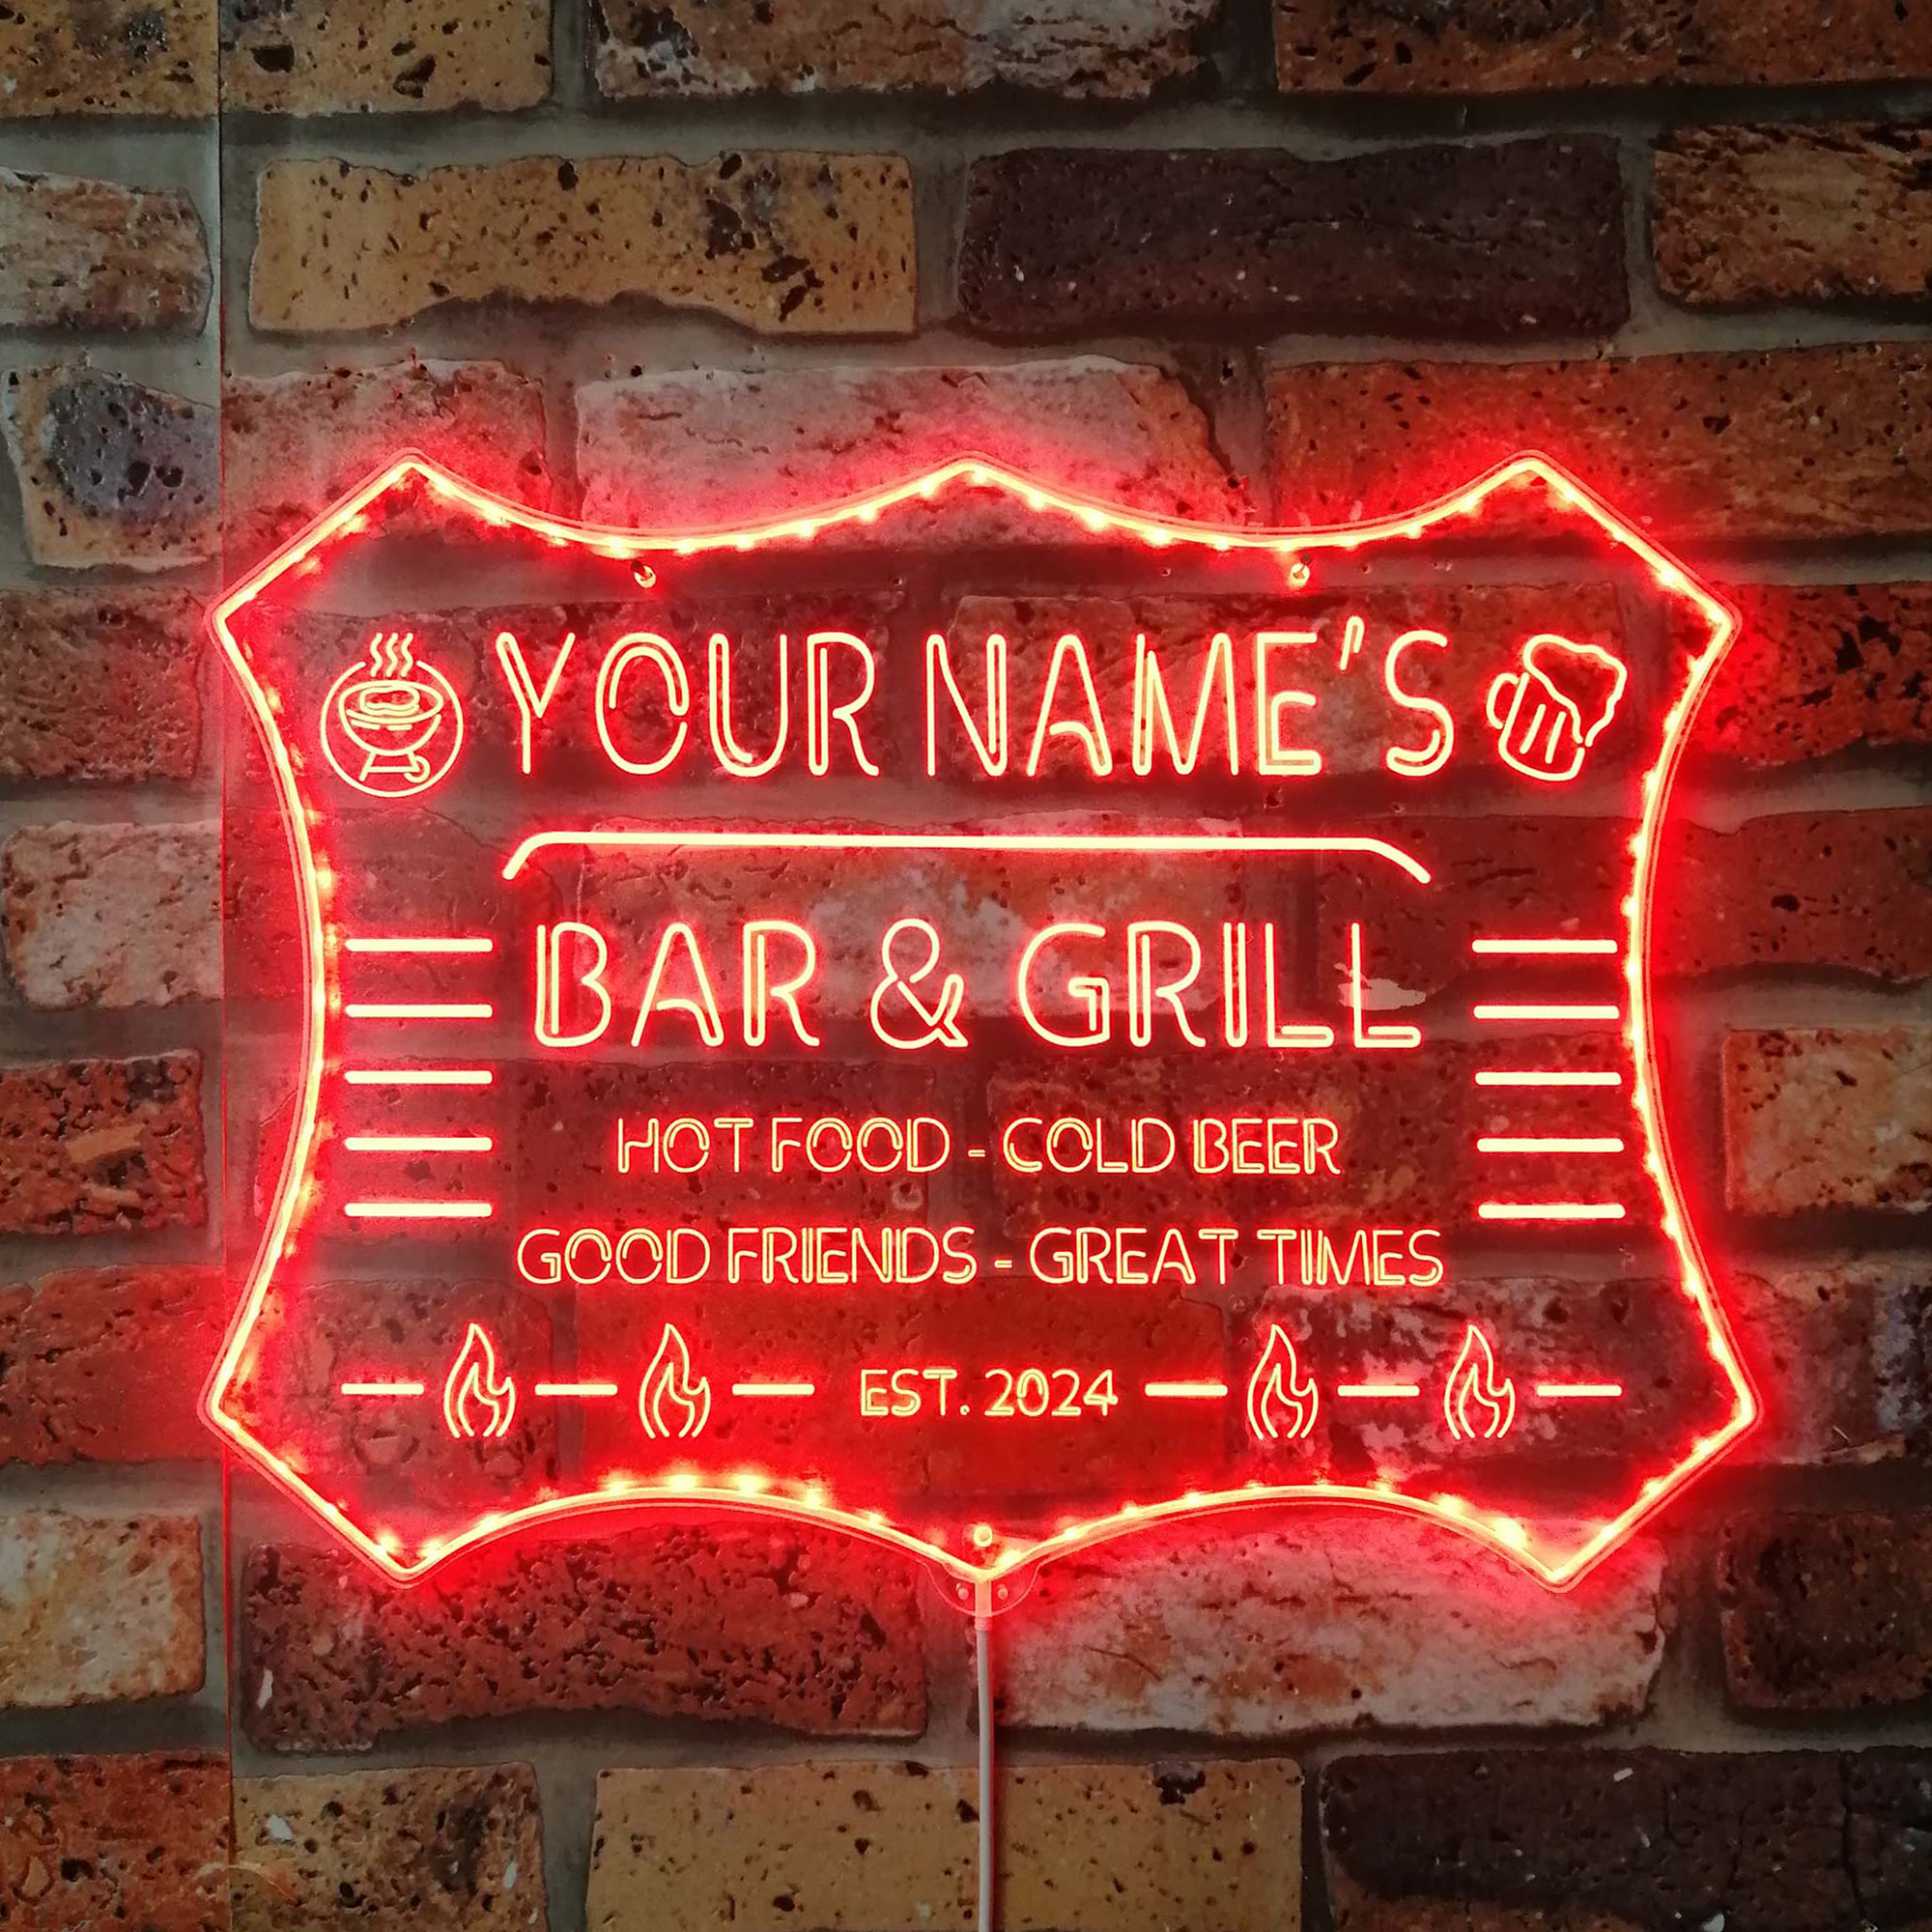 YOUR NAME'S
BAR & GRILL
HOT FOOD - COLD BEER
GOOD FRIENDS - GREAT TIMES
EST. 2024